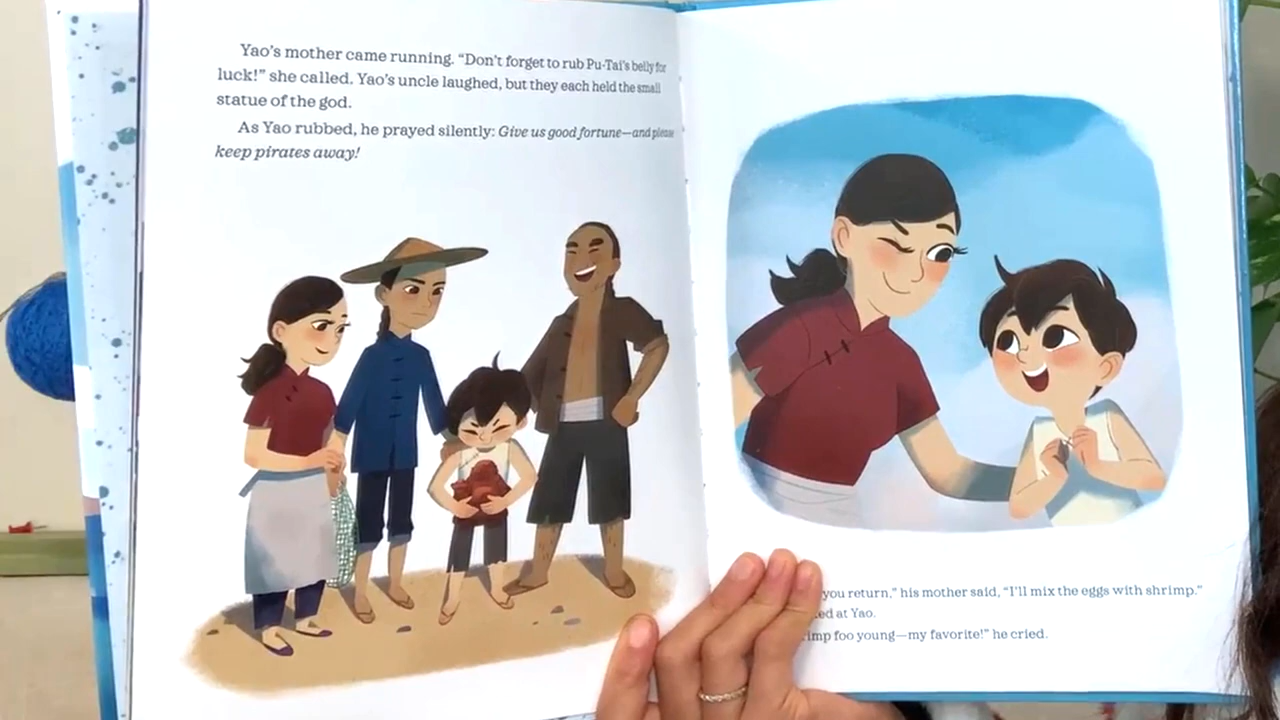 Yao's mother came running. "Don't forget to rub Pu-Tai's belly for
luck!" she called. Yao's uncle laughed, but they each held the small
statue of the god.
As Yao rubbed, he prayed silently: Give us good fortune—and please
keep pirates away!
you return," his mother said, "I'll mix the eggs with shrimp."
ed at Yao.
imp foo young—my favorite!" he cried.